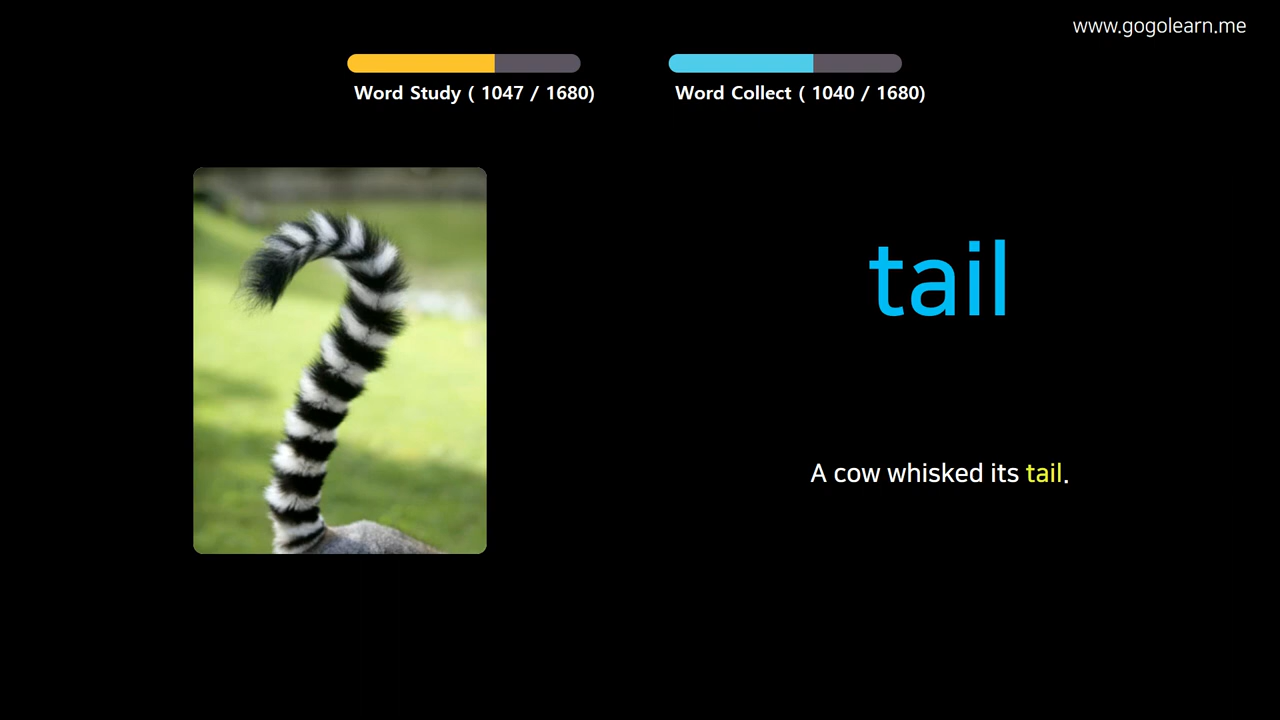 www.gogolearn.me
Word Study ( 1047 / 1680)
Word Collect ( 1040 / 1680)
tail
A cow whisked its tail.